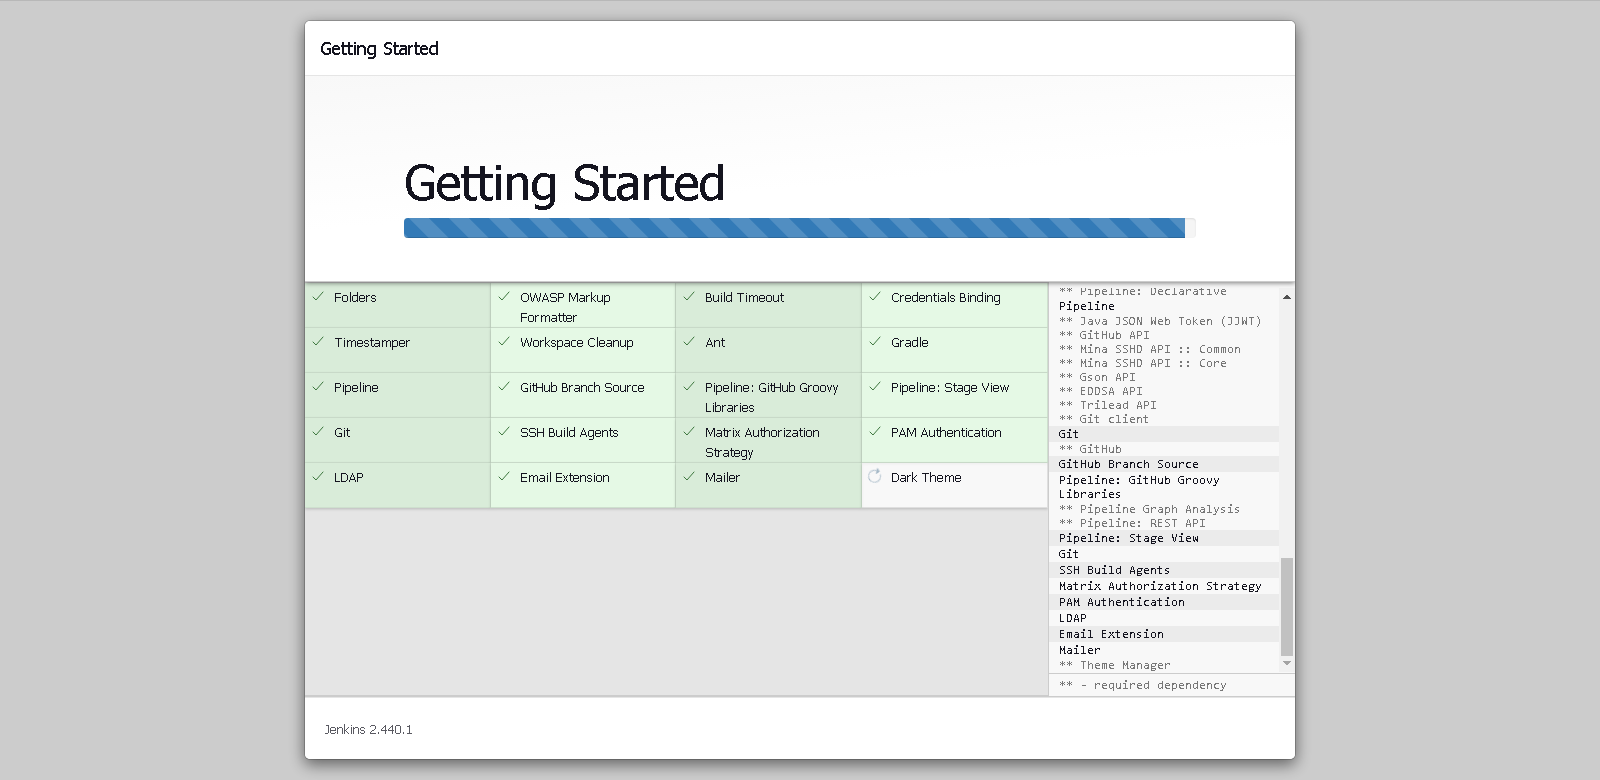 Getting Started
Getting Started
Folders
OWASP Markup
Formatter
Build Timeout
Credentials Binding
Timestamper
Workspace Cleanup
Ant
Gradle
Pipeline
GitHub Branch Source
Pipeline: GitHub Groovy
Libraries
Pipeline: Stage View
Git
SSH Build Agents
Matrix Authorization
Strategy
PAM Authentication
LDAP
Email Extension
Mailer
Dark Theme
** Pipeline: Declarative
Pipeline
** Java JSON Web Token (JJWT)
** GitHub API
** Mina SSHD API :: Common
** Mina SSHD API :: Core
** Gson API
** EDDSA API
** Trilead API
** Git client
Git
** GitHub
GitHub Branch Source
Pipeline: GitHub Groovy
Libraries
** Pipeline Graph Analysis
** Pipeline: REST API
Pipeline: Stage View
Git
SSH Build Agents
Matrix Authorization Strategy
PAM Authentication
LDAP
Email Extension
Mailer
** Theme Manager
** - required dependency
Jenkins 2.440.1